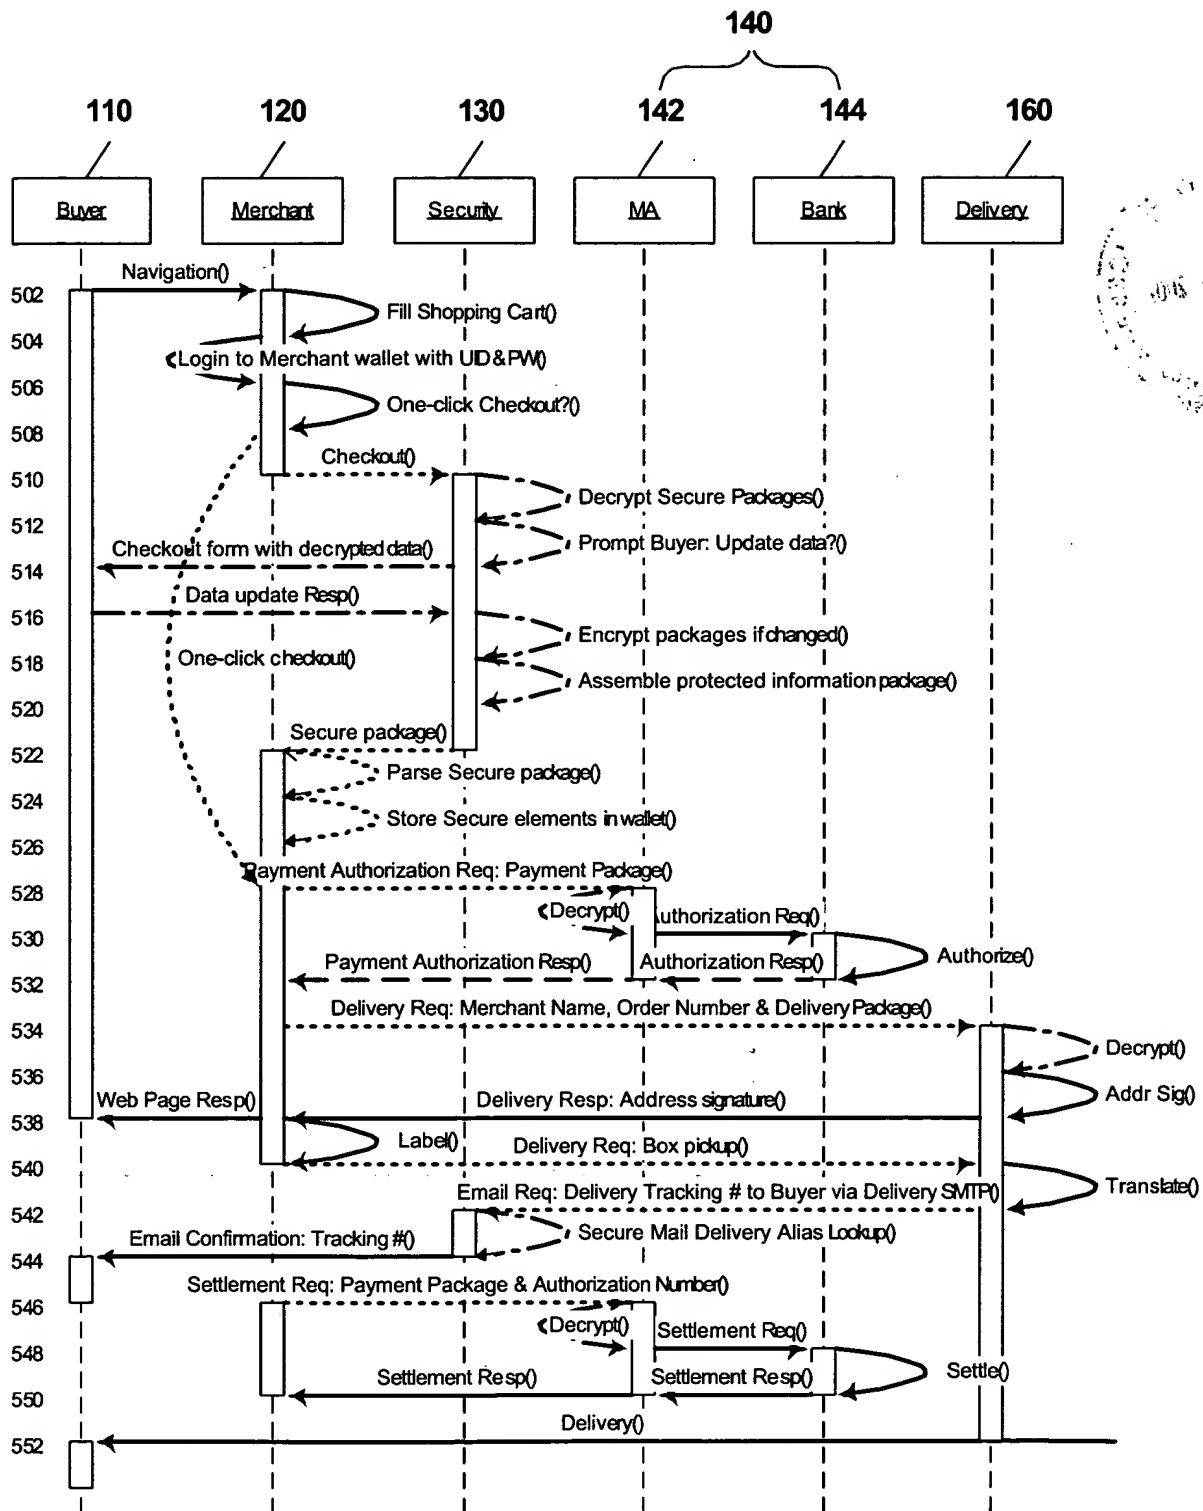 140
110 120 130 142 144 160
Buyer Merchant Security MA Bank Delivery
Navigation()
502
Fill Shopping Cart()
504
Login to Merchant wallet with UID & PW()
506
One-click Checkout?()
508
Checkout()
510
Decrypt Secure Packages()
512
Prompt Buyer: Update data?()
Checkout form with decrypted data()
514
Data update Resp()
516
Encrypt packages if changed()
518
One-click checkout()
Assemble protected information package()
520
Secure package()
522
Parse Secure package()
524
Store Secure elements in wallet()
526
Payment Authorization Req: Payment Package()
528
Decrypt() Authorization Req()
530
Authorize()
Payment Authorization Resp() Authorization Resp()
532
Delivery Req: Merchant Name, Order Number & Delivery Package()
534
Decrypt()
536
Addr Sig()
Web Page Resp() Delivery Resp: Address signature()
538
Label() Delivery Req: Box pickup()
540
Translate()
Email Req: Delivery Tracking # to Buyer via Delivery SMTP()
542
Secure Mail Delivery Alias Lookup()
Email Confirmation: Tracking #()
544
Settlement Req: Payment Package & Authorization Number()
546
Decrypt() Settlement Req()
548
Settle()
Settlement Resp() Settlement Resp()
550
Delivery()
552